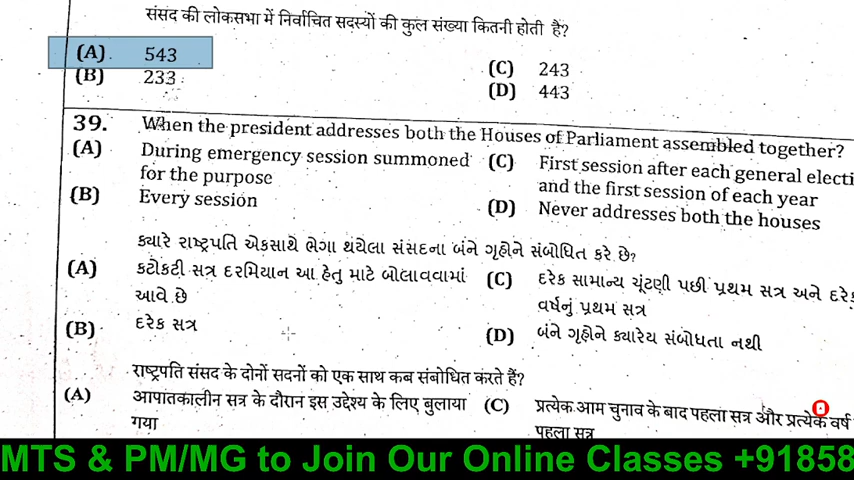 संसद की लोकसभा में निर्वाचित सदस्यों की कुल संख्या कितनी होती है?
(A) 543
(B) 233
(C) 243
(D) 443
39. When the president addresses both the Houses of Parliament assembled together?
(A) During emergency session summoned
for the purpose
(B) Every session
(C) First session after each general electi
and the first session of each year
(D) Never addresses both the houses
ક્યારે રાષ્ટ્રપતિ એકસાથે ભેગા થયેલા સંસદના બંને ગૃહોને સંબોધિત કરે છે?
(A) કટોકટી સત્ર દરમિયાન આ હેતુ માટે બોલાવવામાં
આવે છે
(B) દરેક સત્ર
(C) દરેક સામાન્ય ચૂંટણી પછી પ્રથમ સત્ર અને દરેક
વર્ષનું પ્રથમ સત્ર
(D) બંને ગૃહોને ક્યારેય સંબોધતા નથી
राष्ट्रपति संसद के दोनों सदनों को एक साथ कब संबोधित करते हैं?
(A) आपातकालीन सत्र के दौरान इस उद्देश्य के लिए बुलाया
गया
(C) प्रत्येक आम चुनाव के बाद पहला सत्र और प्रत्येक वर्ष
पहला सत्र
MTS & PM/MG to Join Our Online Classes +91858